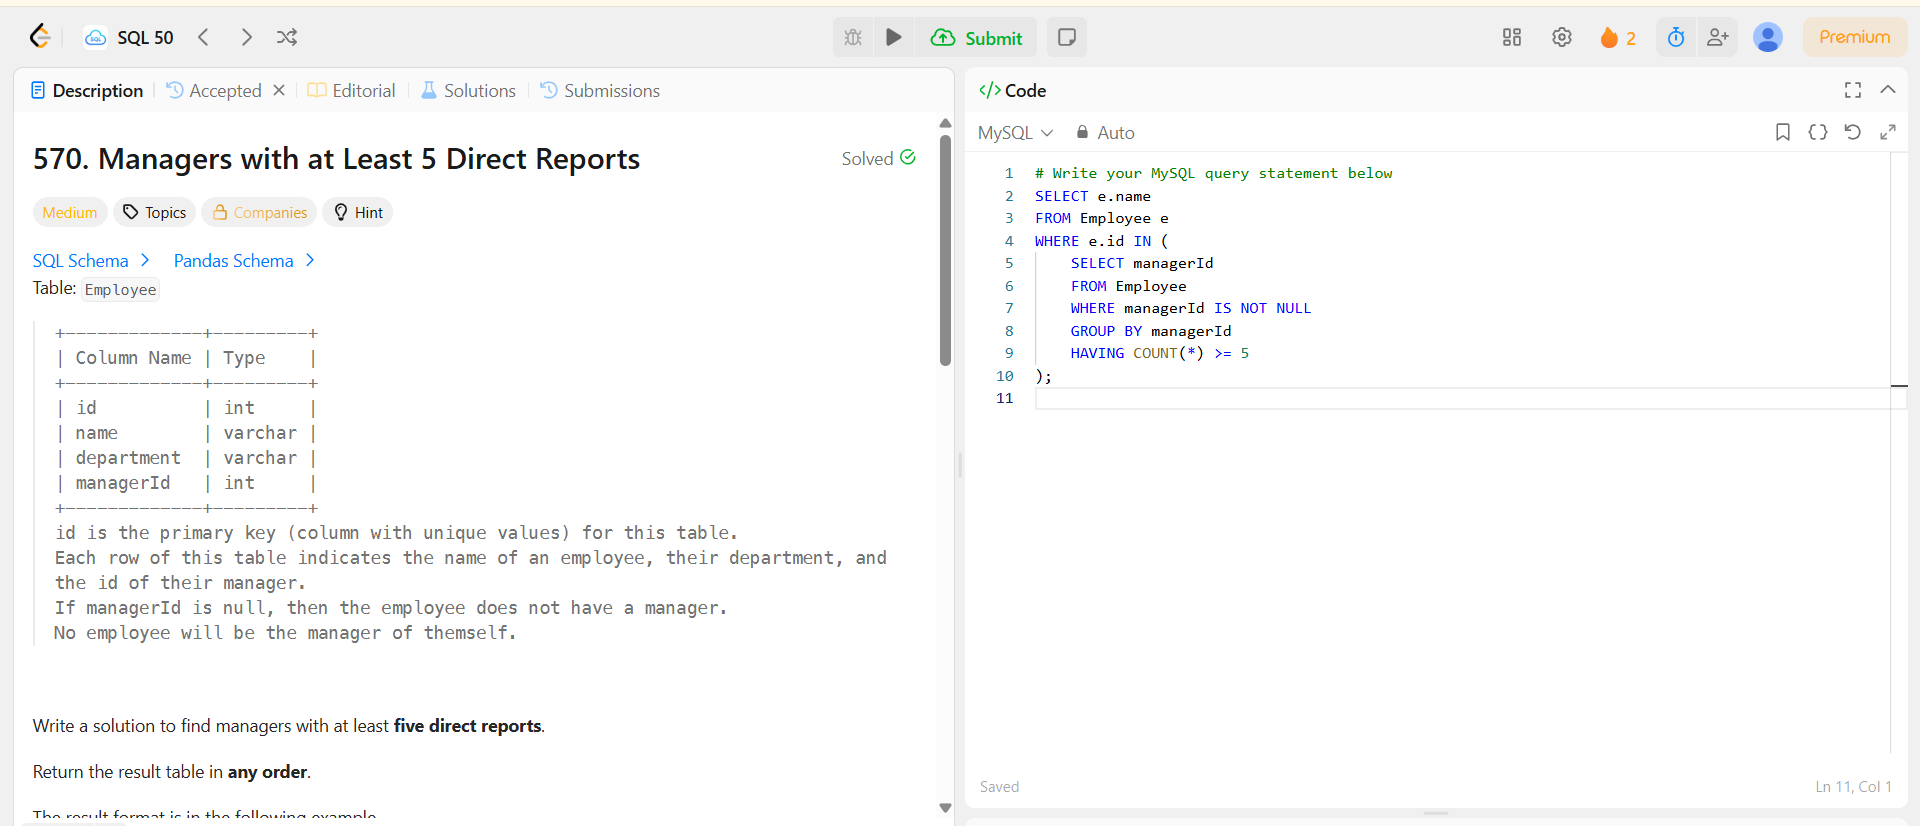 SQL 50
Submit
2
Premium
Description
Accepted
Editorial
Solutions
Submissions
570. Managers with at Least 5 Direct Reports
Solved
Medium
Topics
Companies
Hint
SQL Schema
Pandas Schema
Table: Employee
+-------------+---------+
| Column Name | Type    |
+-------------+---------+
| id          | int     |
| name        | varchar |
| department  | varchar |
| managerId   | int     |
+-------------+---------+
id is the primary key (column with unique values) for this table.
Each row of this table indicates the name of an employee, their department, and
the id of their manager.
If managerId is null, then the employee does not have a manager.
No employee will be the manager of themself.
Write a solution to find managers with at least five direct reports.
Return the result table in any order.
The result format is in the following example.
</> Code
MySQL
Auto
1 # Write your MySQL query statement below
2 SELECT e.name
3 FROM Employee e
4 WHERE e.id IN (
5     SELECT managerId
6     FROM Employee
7     WHERE managerId IS NOT NULL
8     GROUP BY managerId
9     HAVING COUNT(*) >= 5
10 );
11
Saved
Ln 11, Col 1